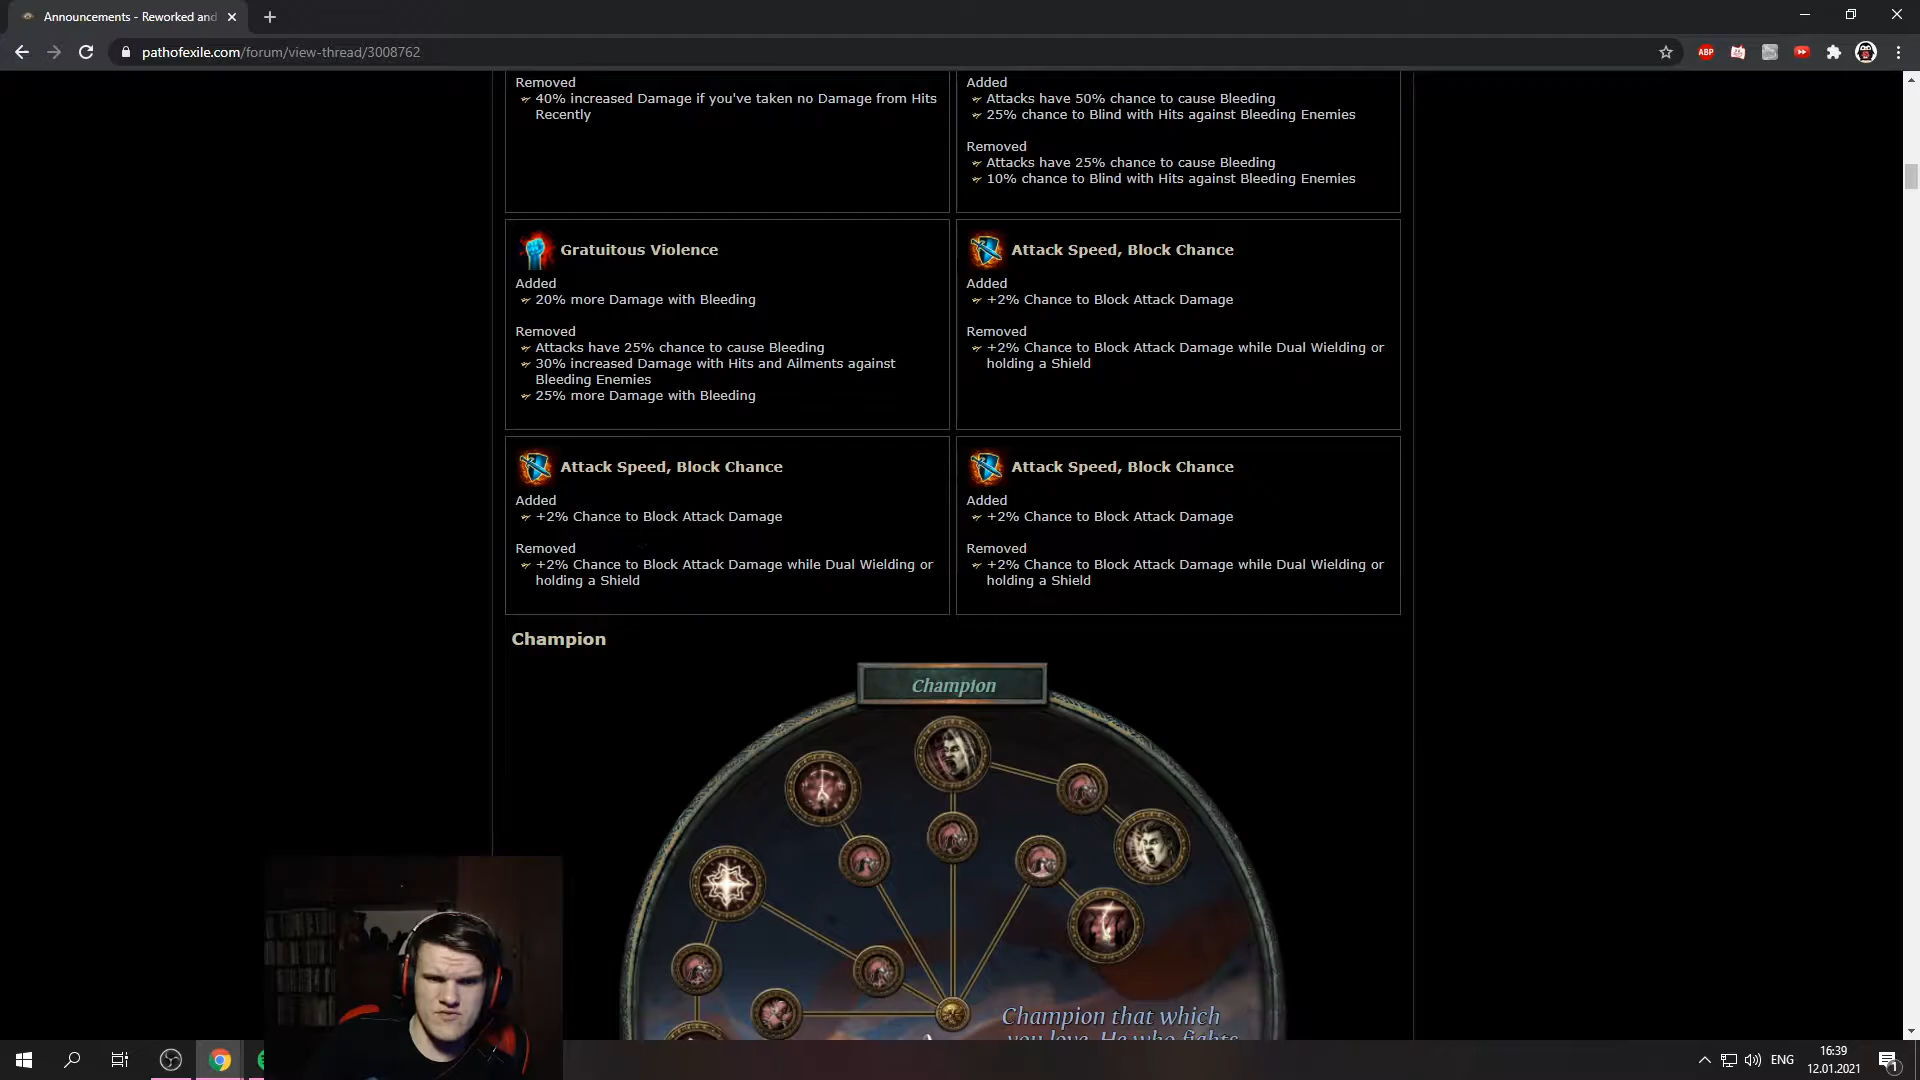 Announcements - Reworked and
pathofexile.com/forum/view-thread/3008762
ABP
Removed
40% increased Damage if you've taken no Damage from Hits
Recently
Added
Attacks have 50% chance to cause Bleeding
25% chance to Blind with Hits against Bleeding Enemies
Removed
Attacks have 25% chance to cause Bleeding
10% chance to Blind with Hits against Bleeding Enemies
Gratuitous Violence
Added
20% more Damage with Bleeding
Removed
Attacks have 25% chance to cause Bleeding
30% increased Damage with Hits and Ailments against
Bleeding Enemies
25% more Damage with Bleeding
Attack Speed, Block Chance
Added
+2% Chance to Block Attack Damage
Removed
+2% Chance to Block Attack Damage while Dual Wielding or
holding a Shield
Attack Speed, Block Chance
Added
+2% Chance to Block Attack Damage
Removed
+2% Chance to Block Attack Damage while Dual Wielding or
holding a Shield
Attack Speed, Block Chance
Added
+2% Chance to Block Attack Damage
Removed
+2% Chance to Block Attack Damage while Dual Wielding or
holding a Shield
Champion
Champion
Champion that which
you love. He who fights
ENG
16:39
12.01.2021
1